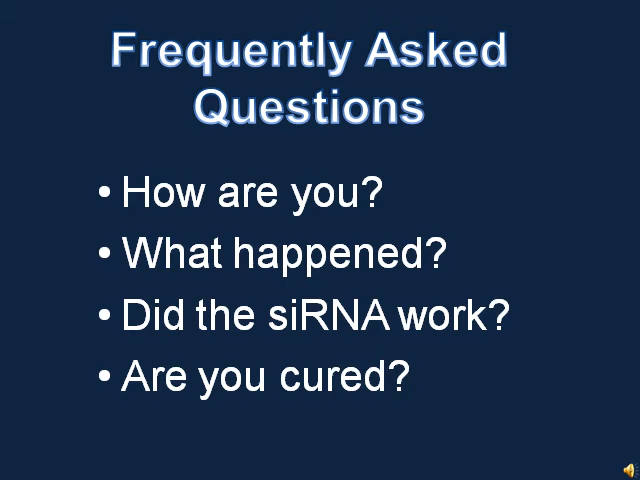 Frequently Asked
Questions
• How are you?
• What happened?
• Did the siRNA work?
• Are you cured?